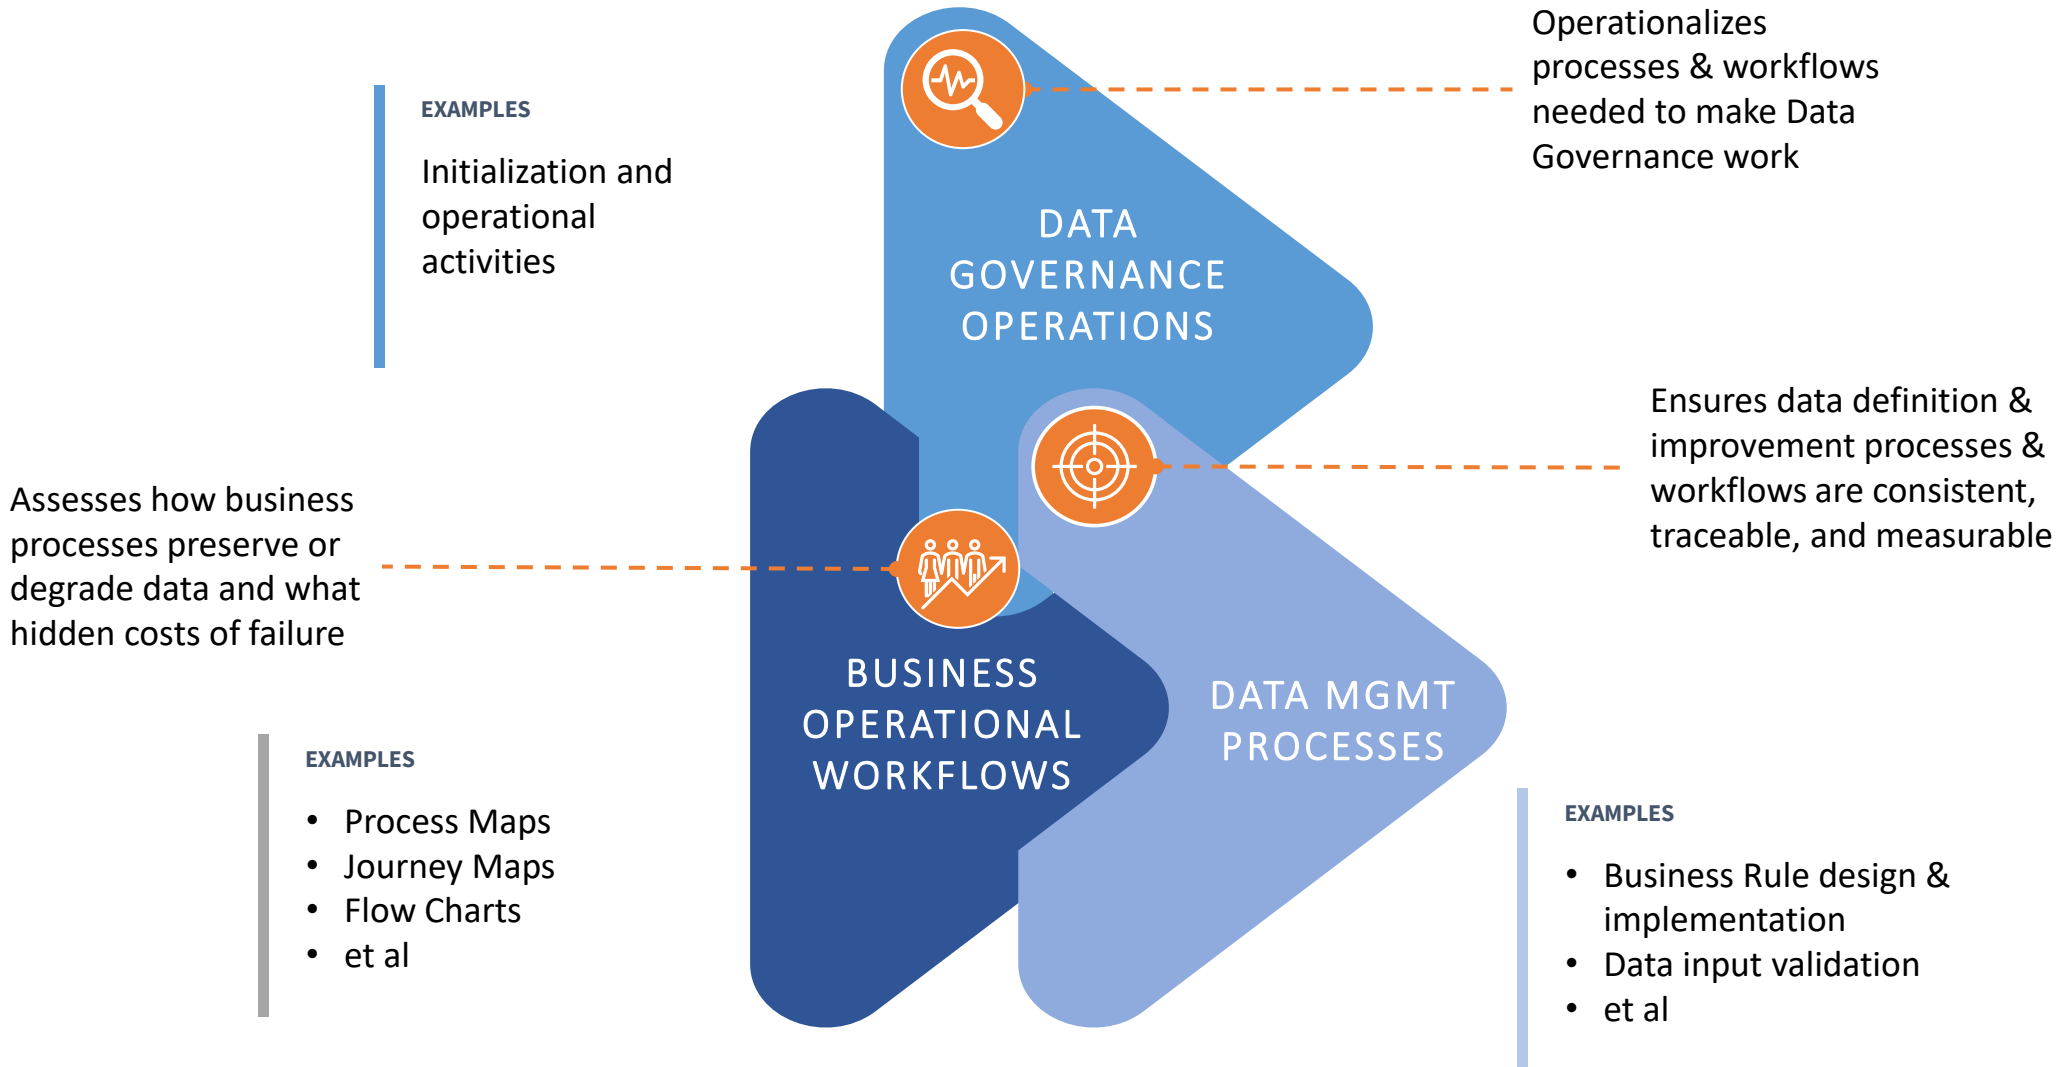 Operationalizes
processes & workflows
needed to make Data
Governance work
EXAMPLES
Initialization and
operational
activities
DATA
GOVERNANCE
OPERATIONS
Ensures data definition &
improvement processes &
workflows are consistent,
traceable, and measurable
Assesses how business
processes preserve or
degrade data and what
hidden costs of failure
BUSINESS
OPERATIONAL
WORKFLOWS
DATA MGMT
PROCESSES
EXAMPLES
• Process Maps
• Journey Maps
• Flow Charts
• et al
EXAMPLES
• Business Rule design &
implementation
• Data input validation
• et al